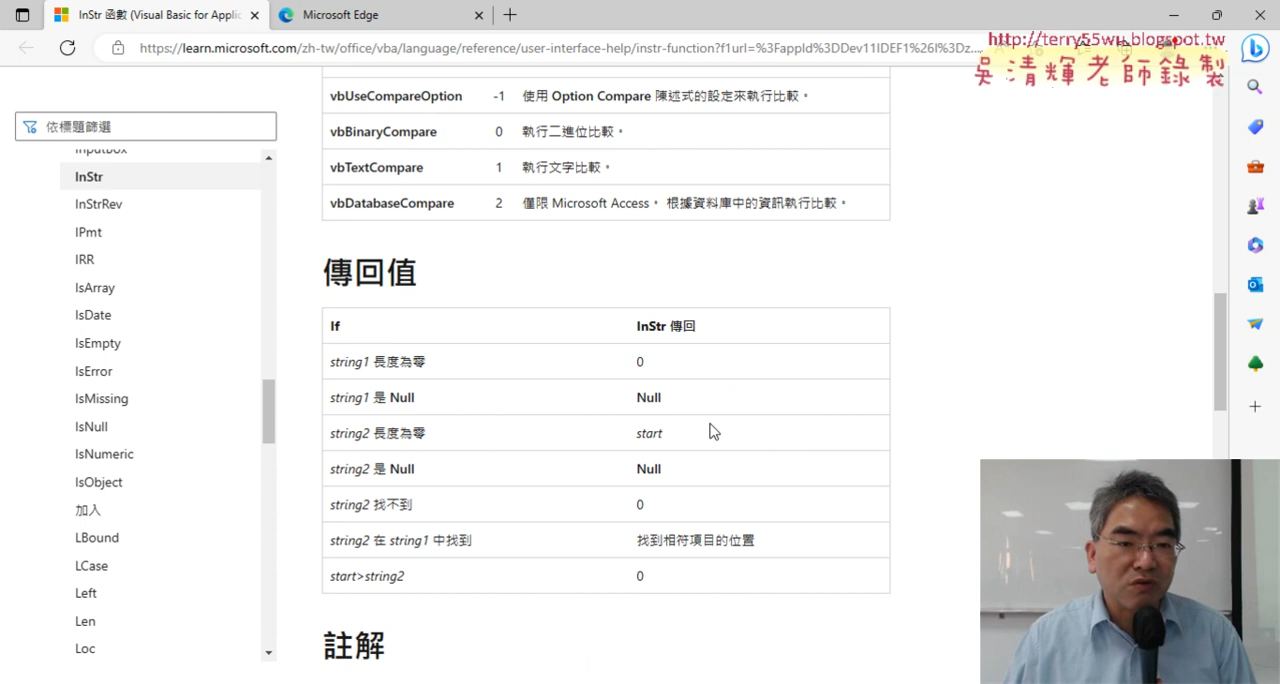 InStr 函數 (Visual Basic for Applic
Microsoft Edge
https://learn.microsoft.com/zh-tw/office/vba/language/reference/user-interface-help/instr-function?f1url=%3FappId%3DDev11IDEF1%26l%3Dz...
http://terry55wu.blogspot.tw
吳清輝老師錄製
依標題篩選
InputBox
InStr
InStrRev
IPmt
IRR
IsArray
IsDate
IsEmpty
IsError
IsMissing
IsNull
IsNumeric
IsObject
加入
LBound
LCase
Left
Len
Loc
vbUseCompareOption -1 使用 Option Compare 陳述式的設定來執行比較。
vbBinaryCompare 0 執行二進位比較。
vbTextCompare 1 執行文字比較。
vbDatabaseCompare 2 僅限 Microsoft Access。 根據資料庫中的資訊執行比較。
傳回值
If InStr 傳回
string1 長度為零 0
string1 是 Null Null
string2 長度為零 start
string2 是 Null Null
string2 找不到 0
string2 在 string1 中找到 找到相符項目的位置
start>string2 0
註解